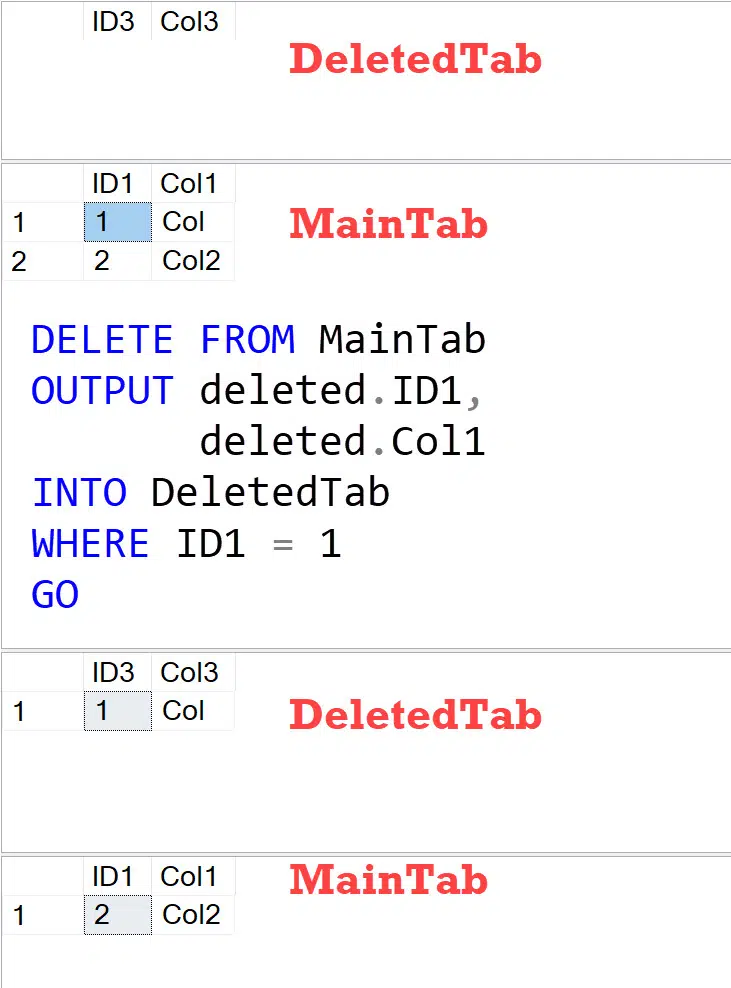 ID3 Col3
DeletedTab
ID1 Col1
1 1 Col
MainTab
2 2 Col2
DELETE FROM MainTab
OUTPUT deleted.ID1,
deleted.Col1
INTO DeletedTab
WHERE ID1 = 1
GO
ID3 Col3
1 1 Col
DeletedTab
ID1 Col1
MainTab
1 2 Col2